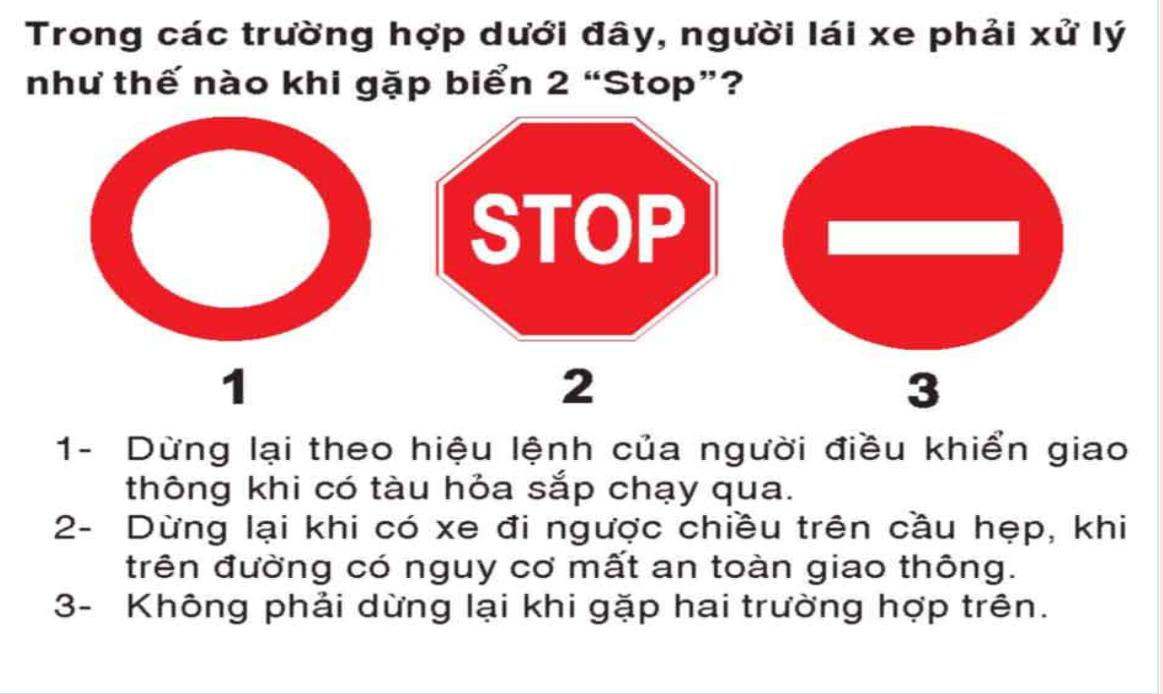 Trong các trường hợp dưới đây, người lái xe phải xử lý
như thế nào khi gặp biển 2 “Stop”?
STOP
1 2 3
1- Dừng lại theo hiệu lệnh của người điều khiển giao
thông khi có tàu hỏa sắp chạy qua.
2- Dừng lại khi có xe đi ngược chiều trên cầu hẹp, khi
trên đường có nguy cơ mất an toàn giao thông.
3- Không phải dừng lại khi gặp hai trường hợp trên.